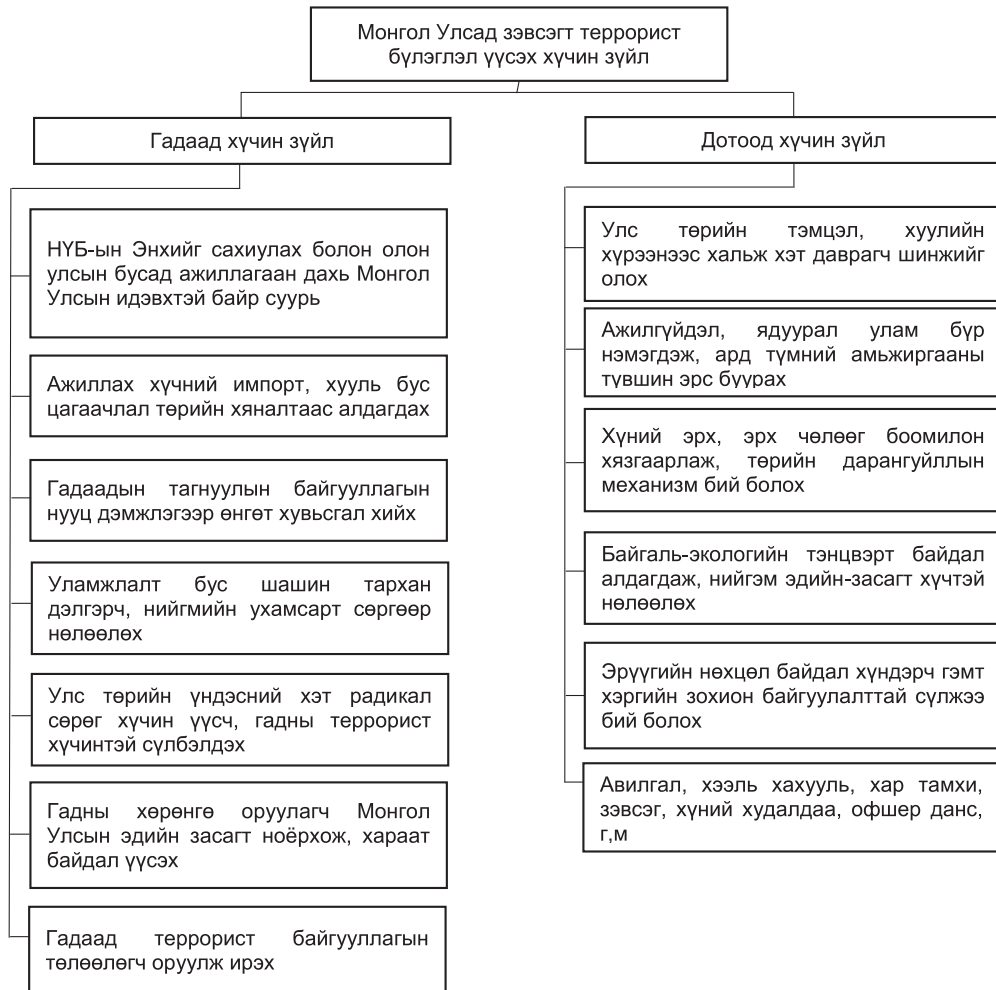 Монгол Улсад зэвсэгт террорист
бүлэглэл үүсэх хүчин зүйл
Гадаад хүчин зүйл
НҮБ-ын Энхийг сахиулах болон олон
улсын бусад ажиллагаан дахь Монгол
Улсын идэвхтэй байр суурь
Ажиллах хүчний импорт, хууль бус
цагаачлал төрийн хяналтаас алдагдах
Гадаадын тагнуулын байгууллагын
нууц дэмжлэгээр өнгөт хувьсгал хийх
Уламжлалт бус шашин тархан
дэлгэрч, нийгмийн ухамсарт сөргөөр
нөлөөлөх
Улс төрийн үндэсний хэт радикал
сөрөг хүчин үүсч, гадны террорист
хүчинтэй сүлбэлдэх
Гадны хөрөнгө оруулагч Монгол
Улсын эдийн засагт ноёрхож, хараат
байдал үүсэх
Гадаад террорист байгууллагын
төлөөлөгч оруулж ирэх
Дотоод хүчин зүйл
Улс төрийн тэмцэл, хуулийн
хүрээнээс хальж хэт даврагч шинжийг
олох
Ажилгүйдэл, ядуурал улам бүр
нэмэгдэж, ард түмний амьжиргааны
түвшин эрс буурах
Хүний эрх, эрх чөлөөг боомилон
хязгаарлаж, төрийн дарангуйллын
механизм бий болох
Байгаль-экологийн тэнцвэрт байдал
алдагдаж, нийгэм эдийн-засагт хүчтэй
нөлөөлөх
Эрүүгийн нөхцөл байдал хүндэрч гэмт
хэргийн зохион байгуулалттай сүлжээ
бий болох
Авилгал, хээль хахууль, хар тамхи,
зэвсэг, хүний худалдаа, офшер данс,
г,м